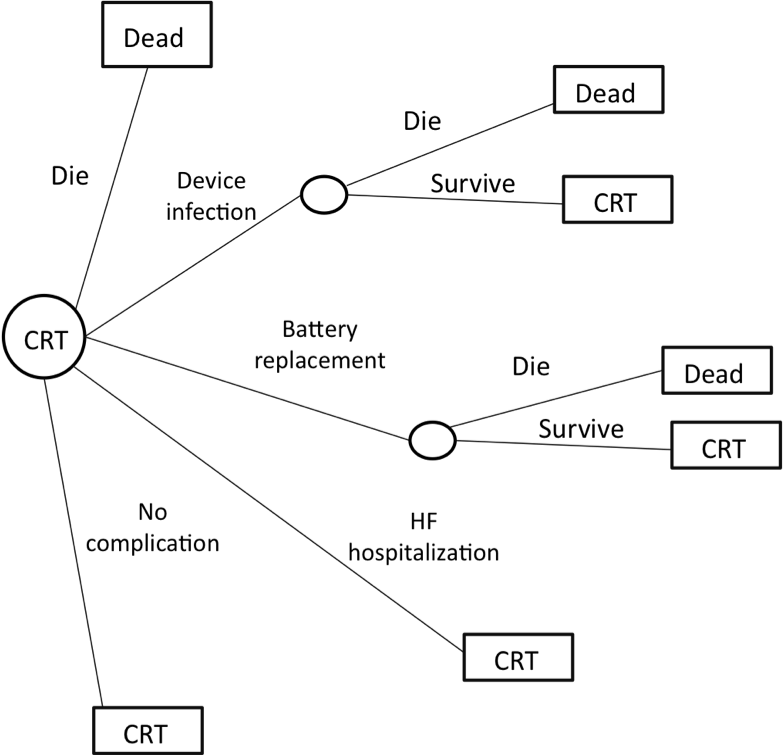 Dead
Die
Device
infection
Die
Dead
Survive
CRT
CRT
Battery
replacement
Die
Dead
Survive
CRT
No
complication
HF
hospitalization
CRT
CRT